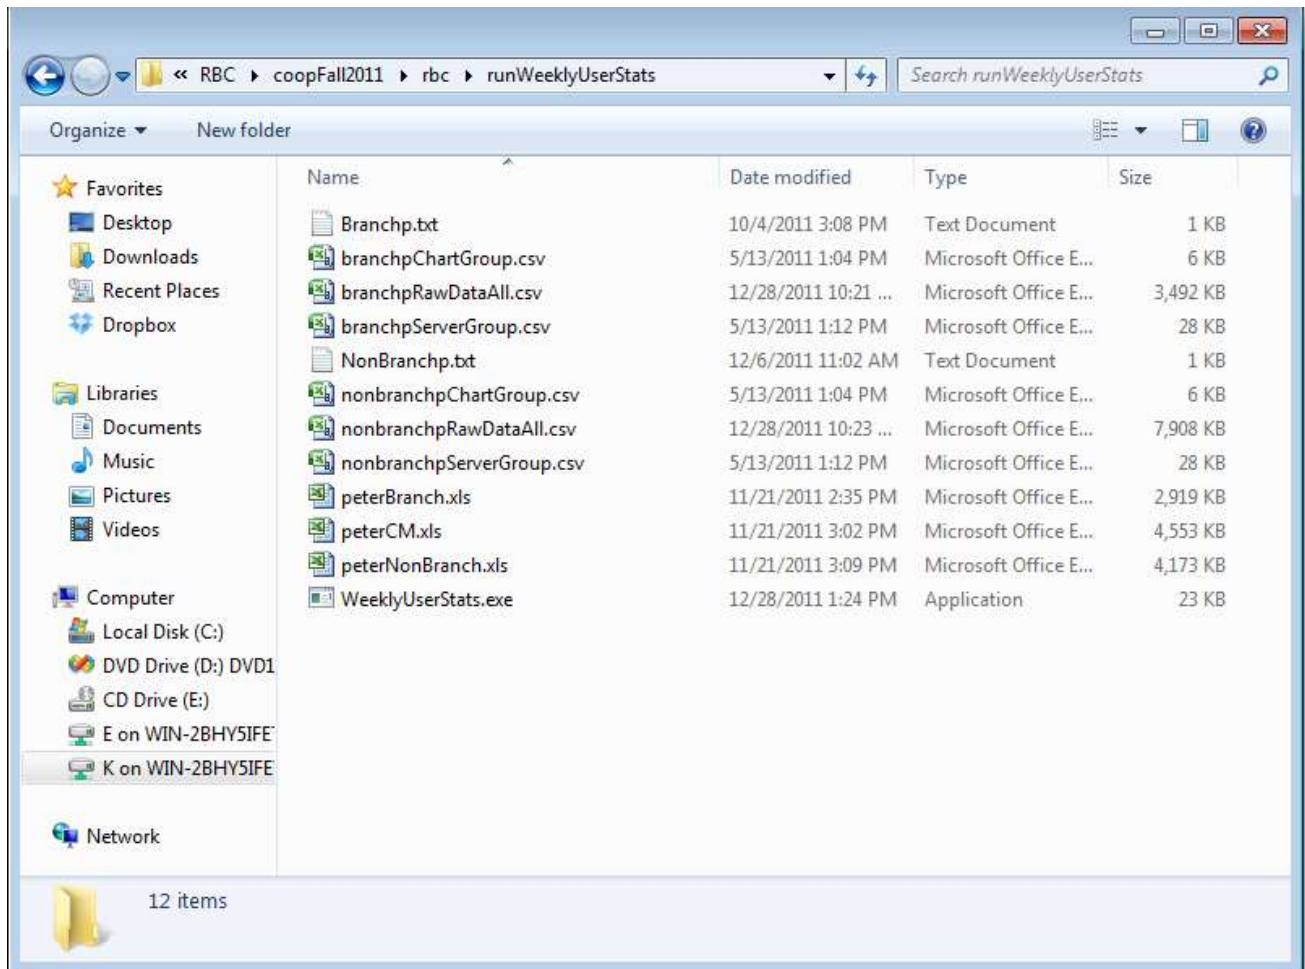 « RBC ▸ coopFall2011 ▸ rbc ▸ runWeeklyUserStats Search runWeeklyUserStats
Organize New folder
Name Date modified Type Size
Favorites
Desktop
Downloads
Recent Places
Dropbox
Libraries
Documents
Music
Pictures
Videos
Computer
Local Disk (C:)
DVD Drive (D:) DVD1
CD Drive (E:)
E on WIN-2BHY5IFE
K on WIN-2BHY5IFE
Network
Branchp.txt 10/4/2011 3:08 PM Text Document 1 KB
branchpChartGroup.csv 5/13/2011 1:04 PM Microsoft Office E... 6 KB
branchpRawDataAll.csv 12/28/2011 10:21 ... Microsoft Office E... 3,492 KB
branchpServerGroup.csv 5/13/2011 1:12 PM Microsoft Office E... 28 KB
NonBranchp.txt 12/6/2011 11:02 AM Text Document 1 KB
nonbranchpChartGroup.csv 5/13/2011 1:04 PM Microsoft Office E... 6 KB
nonbranchpRawDataAll.csv 12/28/2011 10:23 ... Microsoft Office E... 7,908 KB
nonbranchpServerGroup.csv 5/13/2011 1:12 PM Microsoft Office E... 28 KB
peterBranch.xls 11/21/2011 2:35 PM Microsoft Office E... 2,919 KB
peterCM.xls 11/21/2011 3:02 PM Microsoft Office E... 4,553 KB
peterNonBranch.xls 11/21/2011 3:09 PM Microsoft Office E... 4,173 KB
WeeklyUserStats.exe 12/28/2011 1:24 PM Application 23 KB
12 items